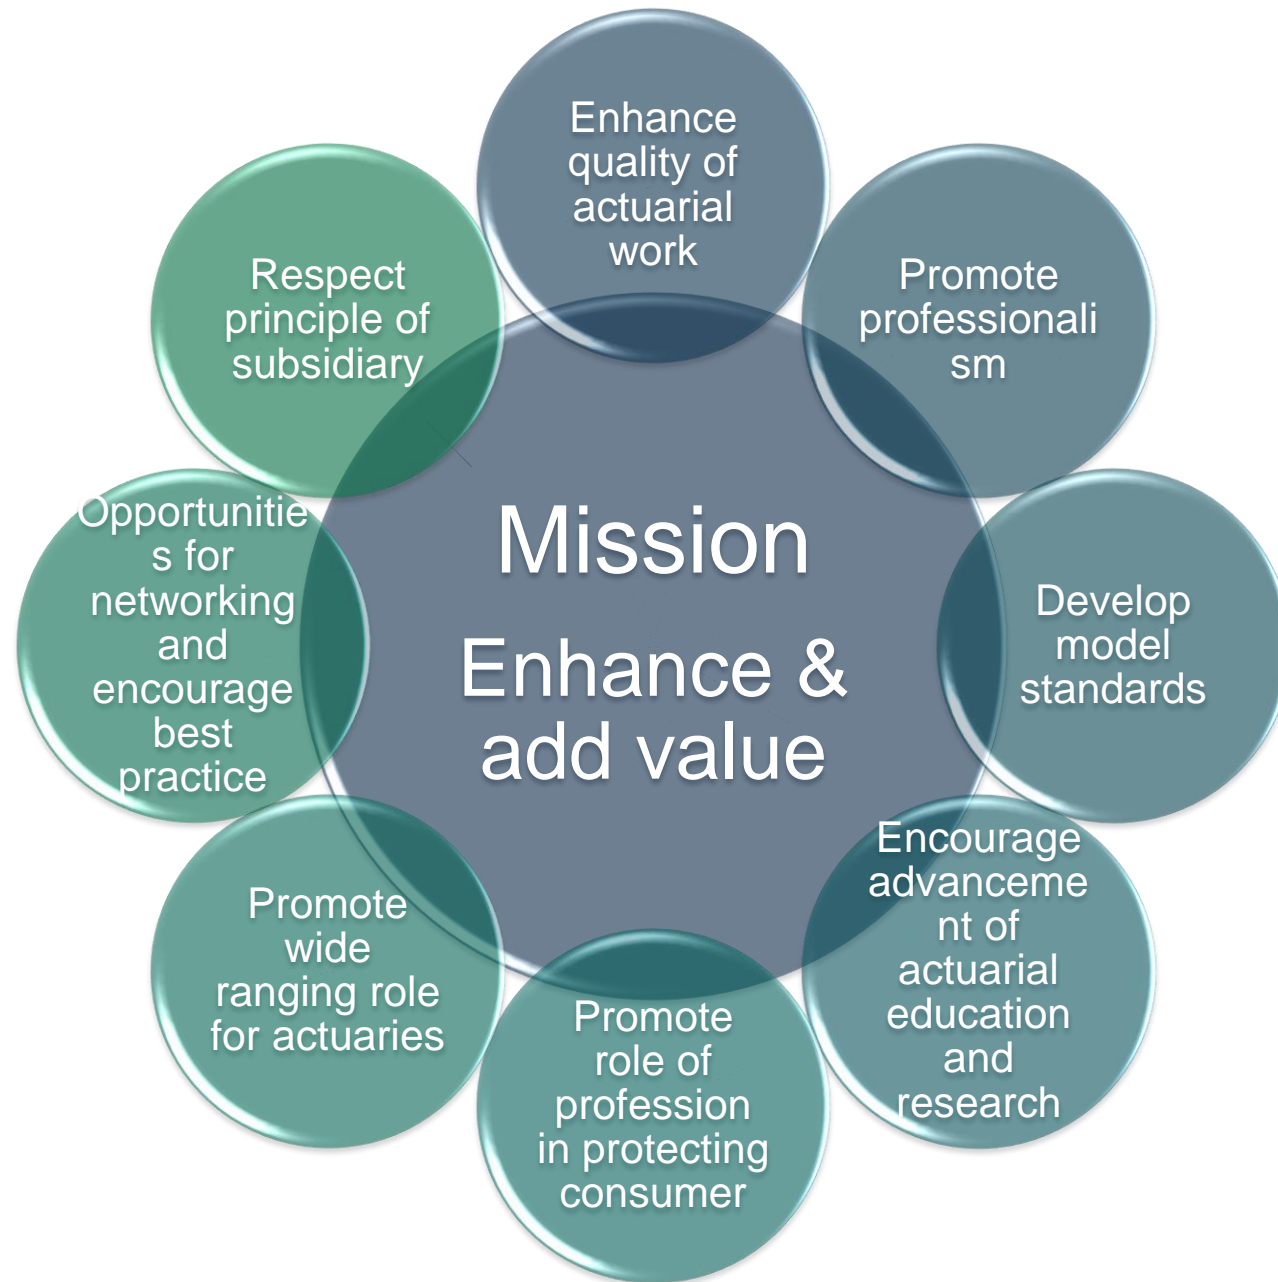 Enhance
quality of
actuarial
work
Promote
professionali
sm
Develop
model
standards
Encourage
advanceme
nt of
actuarial
education
and
research
Promote
role of
profession
in protecting
consumer
Promote
wide
ranging role
for actuaries
Opportunitie
s for
networking
and
encourage
best
practice
Respect
principle of
subsidiary
Mission
Enhance &
add value